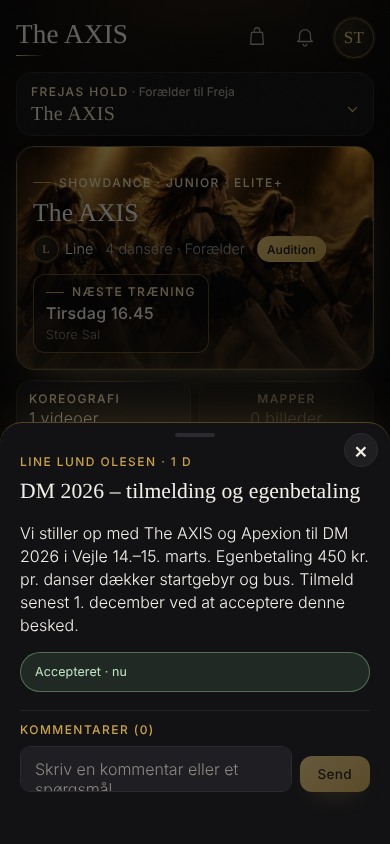 The AXIS
ST
FREJAS HOLD · Forælder til Freja
The AXIS
SHOWDANCE · JUNIOR · ELITE+
The AXIS
L Line 4 dansere · Forælder Audition
NÆSTE TRÆNING
Tirsdag 16.45
Store Sal
KOREOGRAFI
1 videoer
MAPPER
0 billeder
LINE LUND OLESEN · 1 D
DM 2026 – tilmelding og egenbetaling
Vi stiller op med The AXIS og Apexion til DM
2026 i Vejle 14.–15. marts. Egenbetaling 450 kr.
pr. danser dækker startgebyr og bus. Tilmeld
senest 1. december ved at acceptere denne
besked.
Accepteret · nu
KOMMENTARER (0)
Skriv en kommentar eller et
spørgsmål
Send